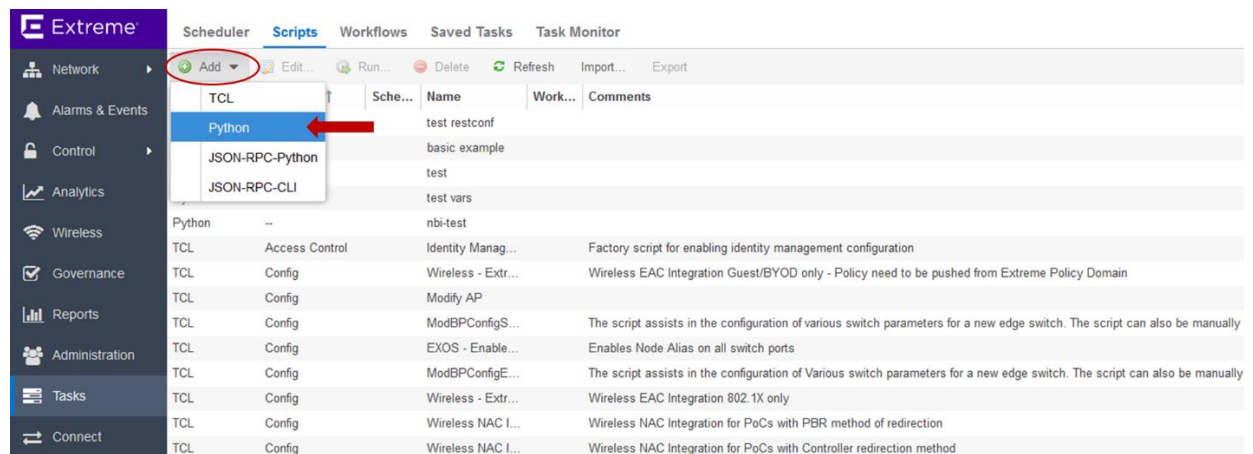 Extreme
Scheduler Scripts Workflows Saved Tasks Task Monitor
Network
Add Edit... Run... Delete Refresh Import... Export
TCL Sche... Name Work... Comments
Alarms & Events
Python test restconf
Control
basic example
JSON-RPC-Python test
Analytics
JSON-RPC-CLI test vars
Python -- nbi-test
Wireless
TCL Access Control Identity Manag... Factory script for enabling identity management configuration
Governance
TCL Config Wireless - Extr... Wireless EAC Integration Guest/BYOD only - Policy need to be pushed from Extreme Policy Domain
TCL Config Modify AP
Reports
TCL Config ModBPConfigS... The script assists in the configuration of various switch parameters for a new edge switch. The script can also be manually
TCL Config EXOS - Enable... Enables Node Alias on all switch ports
Administration
TCL Config ModBPConfigE... The script assists in the configuration of Various switch parameters for a new edge switch. The script can also be manually
Tasks
TCL Config Wireless - Extr... Wireless EAC Integration 802.1X only
TCL Config Wireless NAC I... Wireless NAC Integration for PoCs with PBR method of redirection
Connect
TCL Config Wireless NAC I... Wireless NAC Integration for PoCs with Controller redirection method